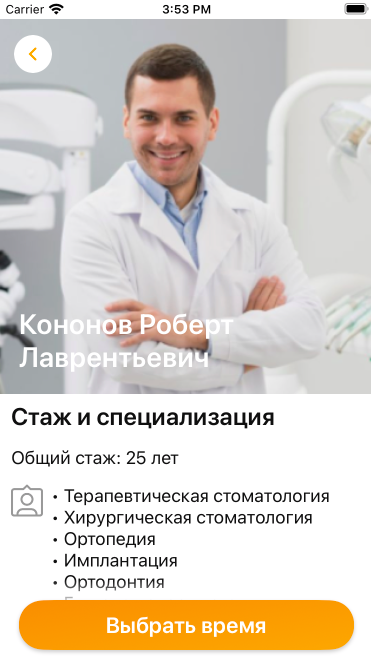 Carrier 3:53 PM
Кононов Роберт
Лаврентьевич
Стаж и специализация
Общий стаж: 25 лет
• Терапевтическая стоматология
• Хирургическая стоматология
• Ортопедия
• Имплантация
• Ортодонтия
Выбрать время